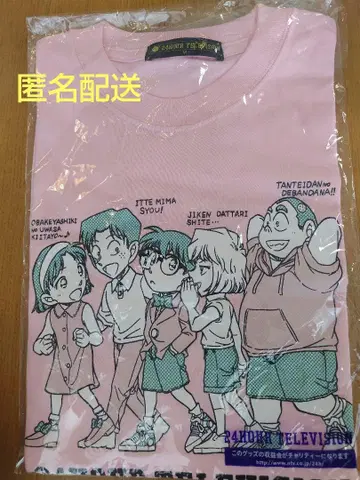 24HOUR TELEVISION
匿名配送
OBAKEYASHIKI
NO UWASA
KIITAYO~♪
ITTE MIMA
SYOU!
JIKEN DATTARI
SHITE…
TANTEIDAN NO
DEBANDANA!!
24HOUR TELEVISION
このグッズの収益金がチャリティーになります